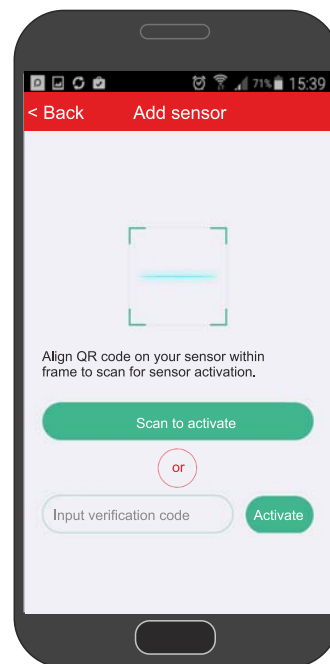 71% 15:39
< Back Add sensor
Align QR code on your sensor within
frame to scan for sensor activation.
Scan to activate
or
Input verification code Activate